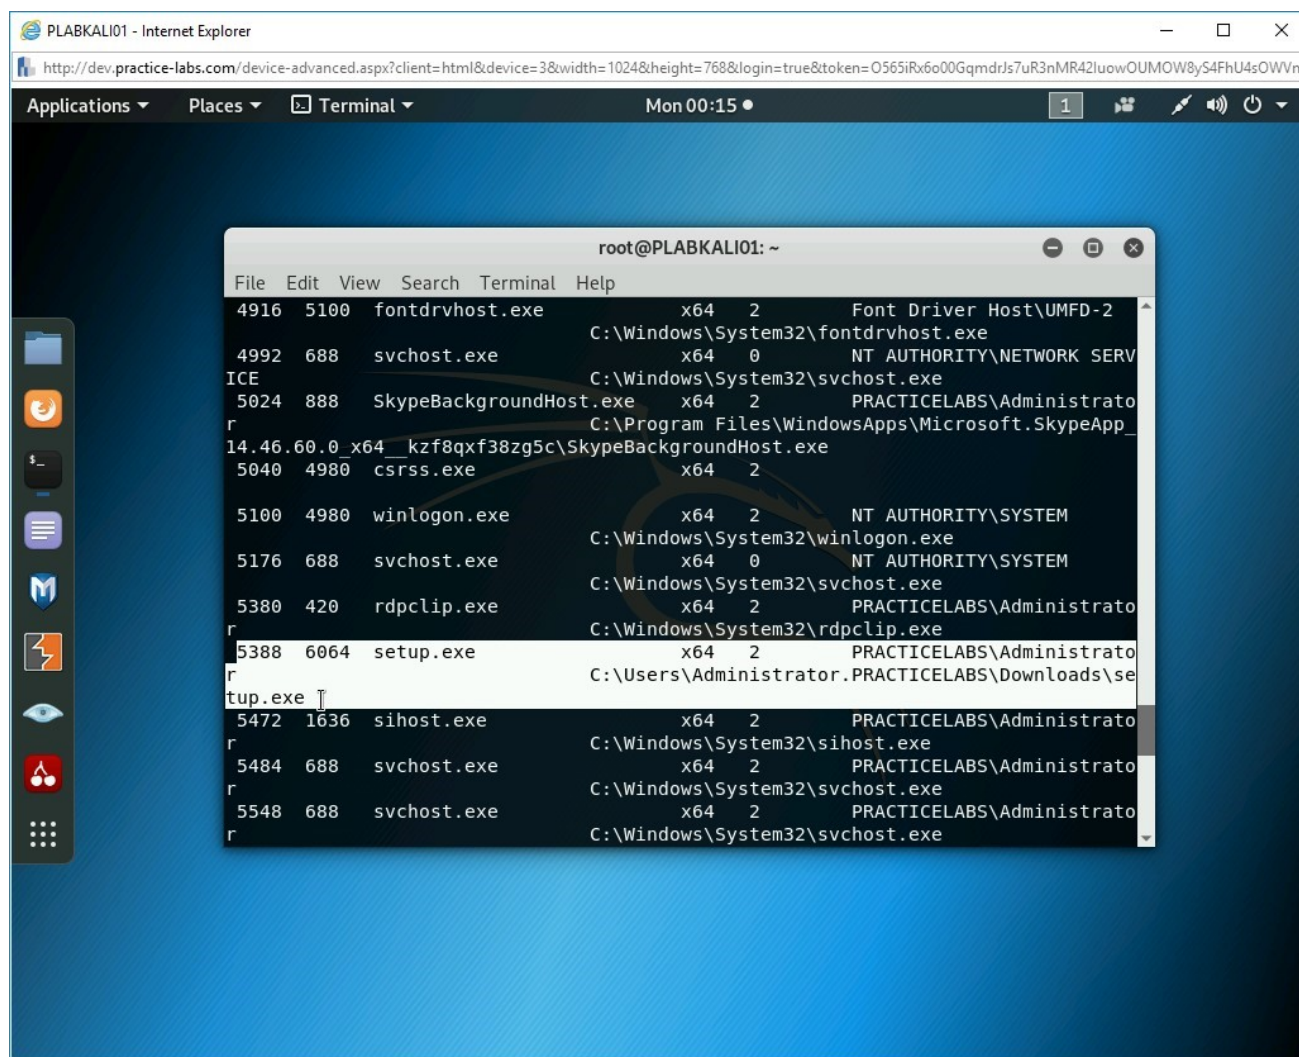 PLABKALI01 - Internet Explorer
http://dev.practice-labs.com/device-advanced.aspx?client=html&device=3&width=1024&height=768&login=true&token=
Applications Places Terminal Mon 00:15 1
root@PLABKALI01: ~
File Edit View Search Terminal Help
4916 5100 fontdrvhost.exe x64 2 Font Driver Host\UMFD-2
C:\Windows\System32\fontdrvhost.exe
4992 688 svchost.exe x64 0 NT AUTHORITY\NETWORK SERV
ICE C:\Windows\System32\svchost.exe
5024 888 SkypeBackgroundHost.exe x64 2 PRACTICELABS\Administrato
r C:\Program Files\WindowsApps\Microsoft.SkypeApp_
14.46.60.0_x64__kzf8qxf38zg5c\SkypeBackgroundHost.exe
5040 4980 csrss.exe x64 2
5100 4980 winlogon.exe x64 2 NT AUTHORITY\SYSTEM
C:\Windows\System32\winlogon.exe
5176 688 svchost.exe x64 0 NT AUTHORITY\SYSTEM
C:\Windows\System32\svchost.exe
5380 420 rdpclip.exe x64 2 PRACTICELABS\Administrato
r C:\Windows\System32\rdpclip.exe
5388 6064 setup.exe x64 2 PRACTICELABS\Administrato
r C:\Users\Administrator.PRACTICELABS\Downloads\se
tup.exe
5472 1636 sihost.exe x64 2 PRACTICELABS\Administrato
r C:\Windows\System32\sihost.exe
5484 688 svchost.exe x64 2 PRACTICELABS\Administrato
r C:\Windows\System32\svchost.exe
5548 688 svchost.exe x64 2 PRACTICELABS\Administrato
r C:\Windows\System32\svchost.exe